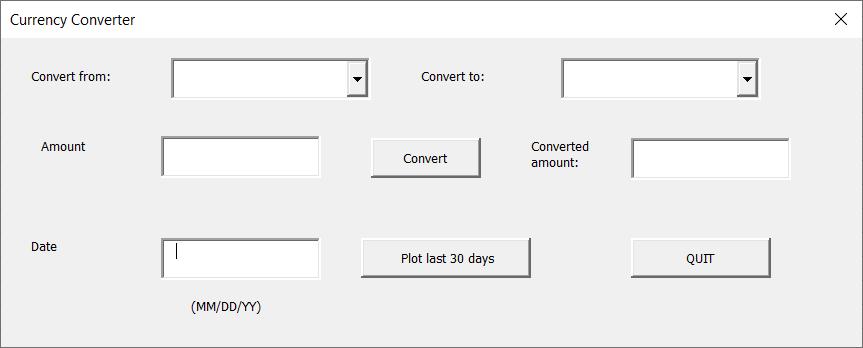 Currency Converter
Convert from:
Convert to:
Amount
Convert
Converted
amount:
Date
Plot last 30 days
QUIT
(MM/DD/YY)